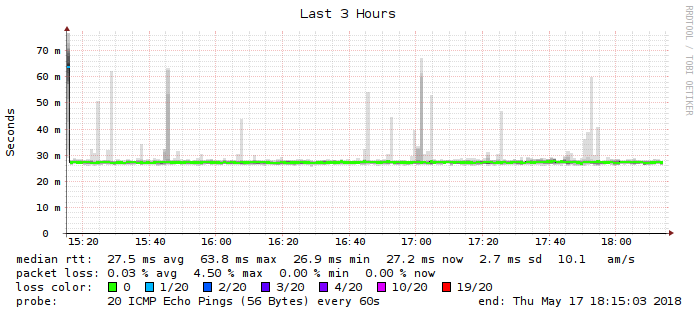 Last 3 Hours
RRDTOOL / TOBI OETIKER
Seconds
70 m
60 m
50 m
40 m
30 m
20 m
10 m
0
15:20 15:40 16:00 16:20 16:40 17:00 17:20 17:40 18:00
median rtt: 27.5 ms avg 63.8 ms max 26.9 ms min 27.2 ms now 2.7 ms sd 10.1 am/s
packet loss: 0.03 % avg 4.50 % max 0.00 % min 0.00 % now
loss color: 0 1/20 2/20 3/20 4/20 10/20 19/20
probe: 20 ICMP Echo Pings (56 Bytes) every 60s end: Thu May 17 18:15:03 2018